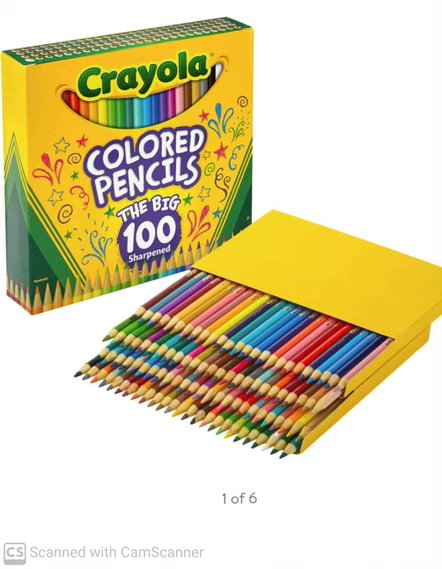 Crayola
COLORED
PENCILS
THE BIG
100
Sharpened
1 of 6
CS Scanned with CamScanner